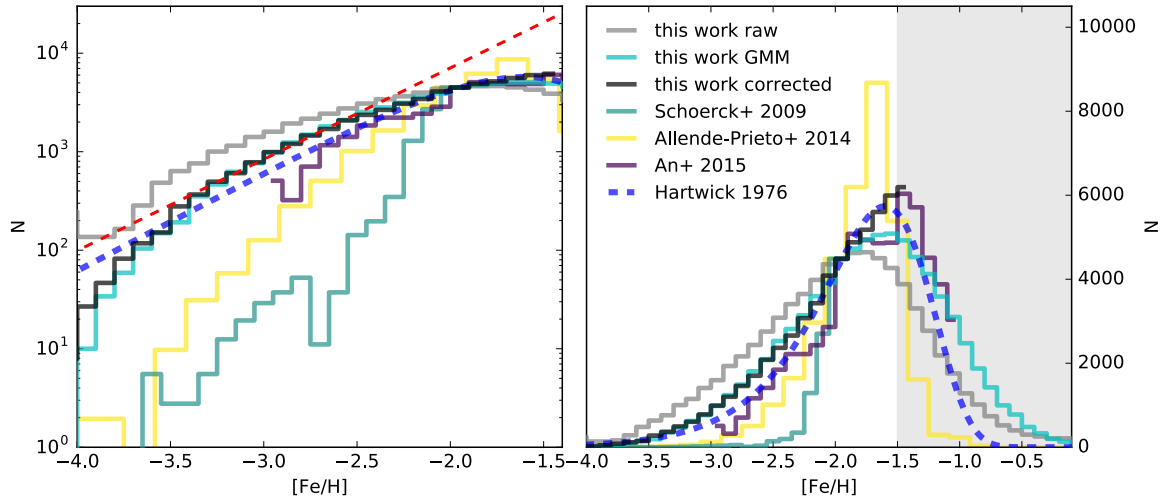 10⁴
10³
10²
10¹
10⁰
N
−4.0 −3.5 −3.0 −2.5 −2.0 −1.5
[Fe/H]
this work raw
this work GMM
this work corrected
Schoerck+ 2009
Allende-Prieto+ 2014
An+ 2015
Hartwick 1976
10000
8000
6000
4000
2000
0
N
−4.0 −3.5 −3.0 −2.5 −2.0 −1.5 −1.0 −0.5
[Fe/H]